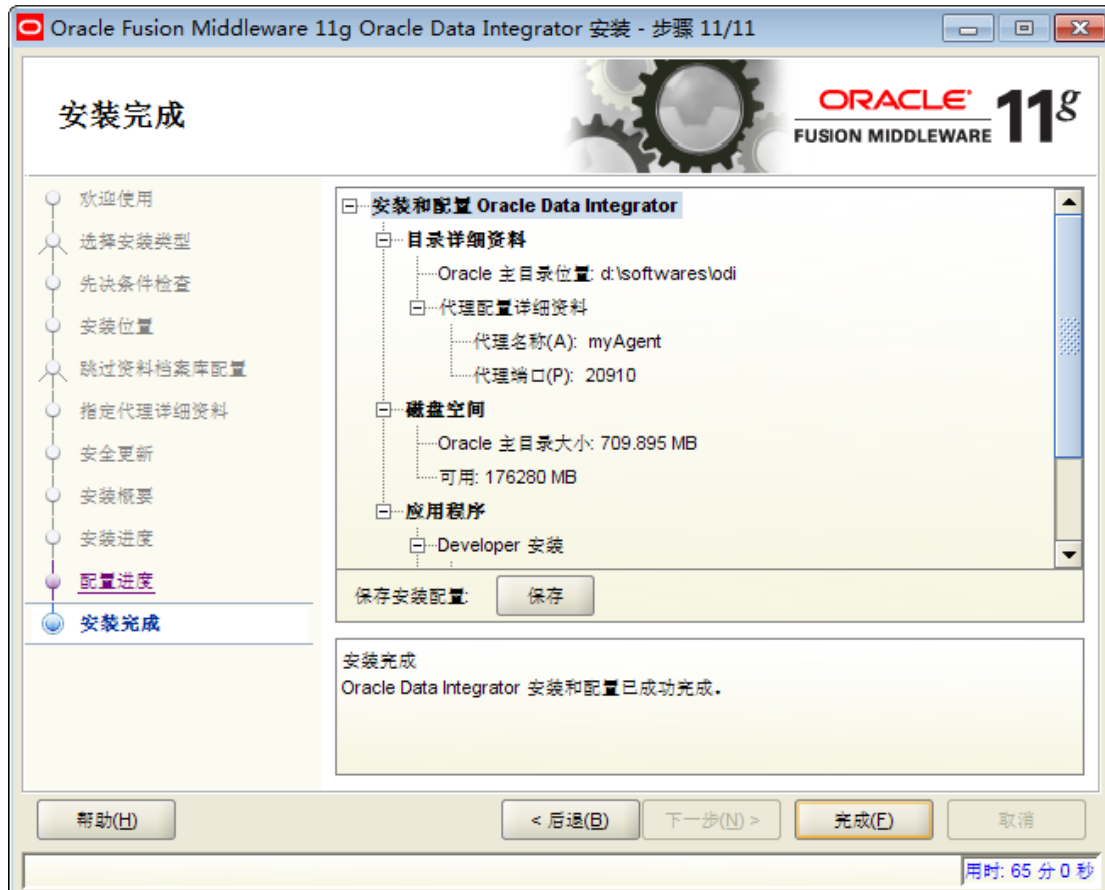 Oracle Fusion Middleware 11g Oracle Data Integrator 安装 - 步骤 11/11
安装完成
ORACLE
FUSION MIDDLEWARE 11g
欢迎使用
选择安装类型
先决条件检查
安装位置
跳过资料档案库配置
指定代理详细资料
安全更新
安装概要
安装进度
配置进度
安装完成
安装和配置 Oracle Data Integrator
目录详细资料
Oracle 主目录位置: d:\softwares\odi
代理配置详细资料
代理名称(A): myAgent
代理端口(P): 20910
磁盘空间
Oracle 主目录大小: 709.895 MB
可用: 176280 MB
应用程序
Developer 安装
保存安装配置: 保存
安装完成
Oracle Data Integrator 安装和配置已成功完成。
帮助(H) < 后退(B) 下一步(N) > 完成(F) 取消
用时: 65 分 0 秒